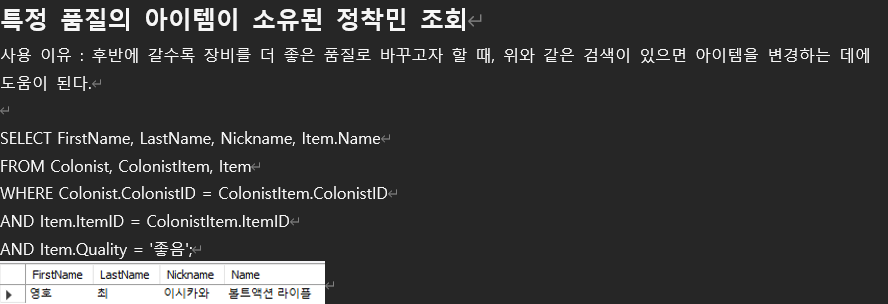 특정 품질의 아이템이 소유된 정착민 조회
사용 이유 : 후반에 갈수록 장비를 더 좋은 품질로 바꾸고자 할 때, 위와 같은 검색이 있으면 아이템을 변경하는 데에
도움이 된다.
SELECT FirstName, LastName, Nickname, Item.Name
FROM Colonist, ColonistItem, Item
WHERE Colonist.ColonistID = ColonistItem.ColonistID
AND Item.ItemID = ColonistItem.ItemID
AND Item.Quality = '좋음';
FirstName LastName Nickname Name
영호 최 이시카와 볼트액션 라이플